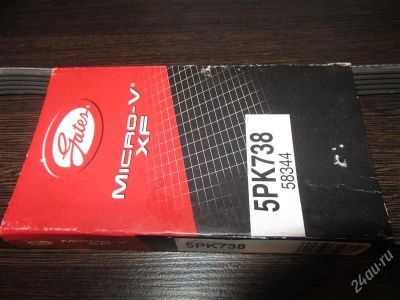 Gates
MICRO-V®
XF
5PK738
58344
MICRO-V
5PK738
24au.ru